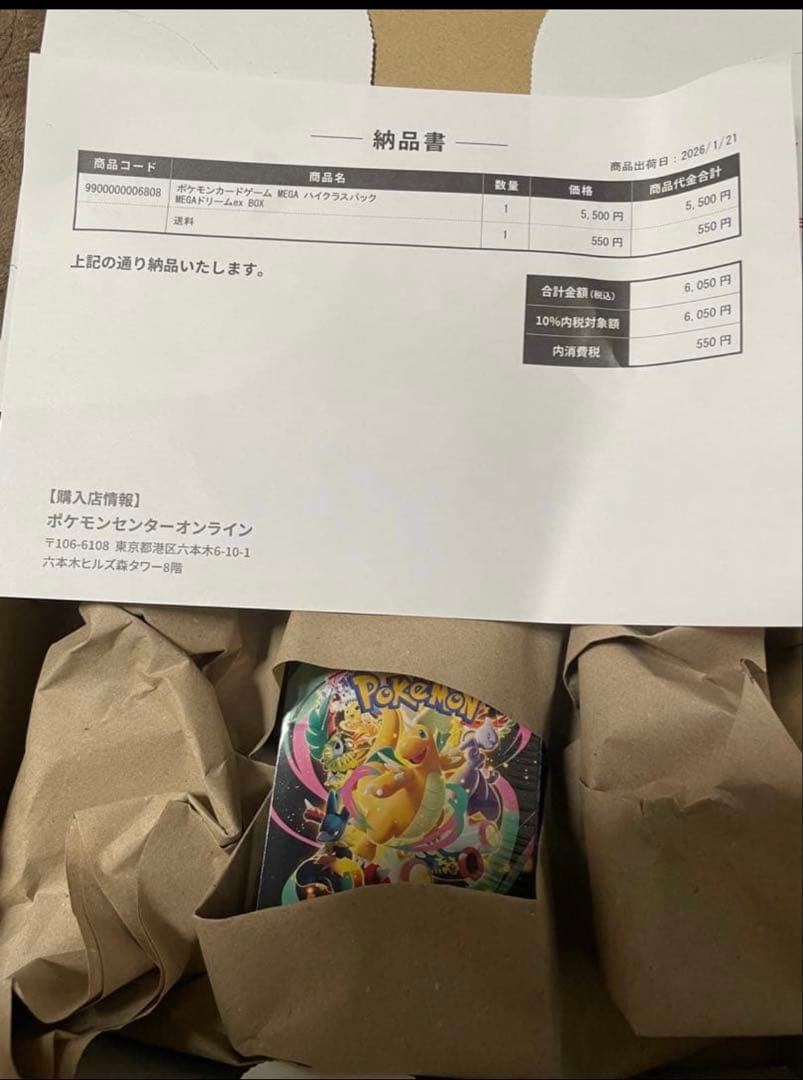 納品書
商品出荷日：2026/1/21
商品コード 商品名 数量 価格 商品代金合計
9900000006808 ポケモンカードゲーム MEGA ハイクラスパック 1 5,500 円 5,500 円
MEGAドリームex BOX
送料 1 550 円 550 円
上記の通り納品いたします。
合計金額(税込) 6,050 円
10%内税対象額 6,050 円
内消費税 550 円
【購入店情報】
ポケモンセンターオンライン
〒106-6108 東京都港区六本木6-10-1
六本木ヒルズ森タワー8階
POKÉMON